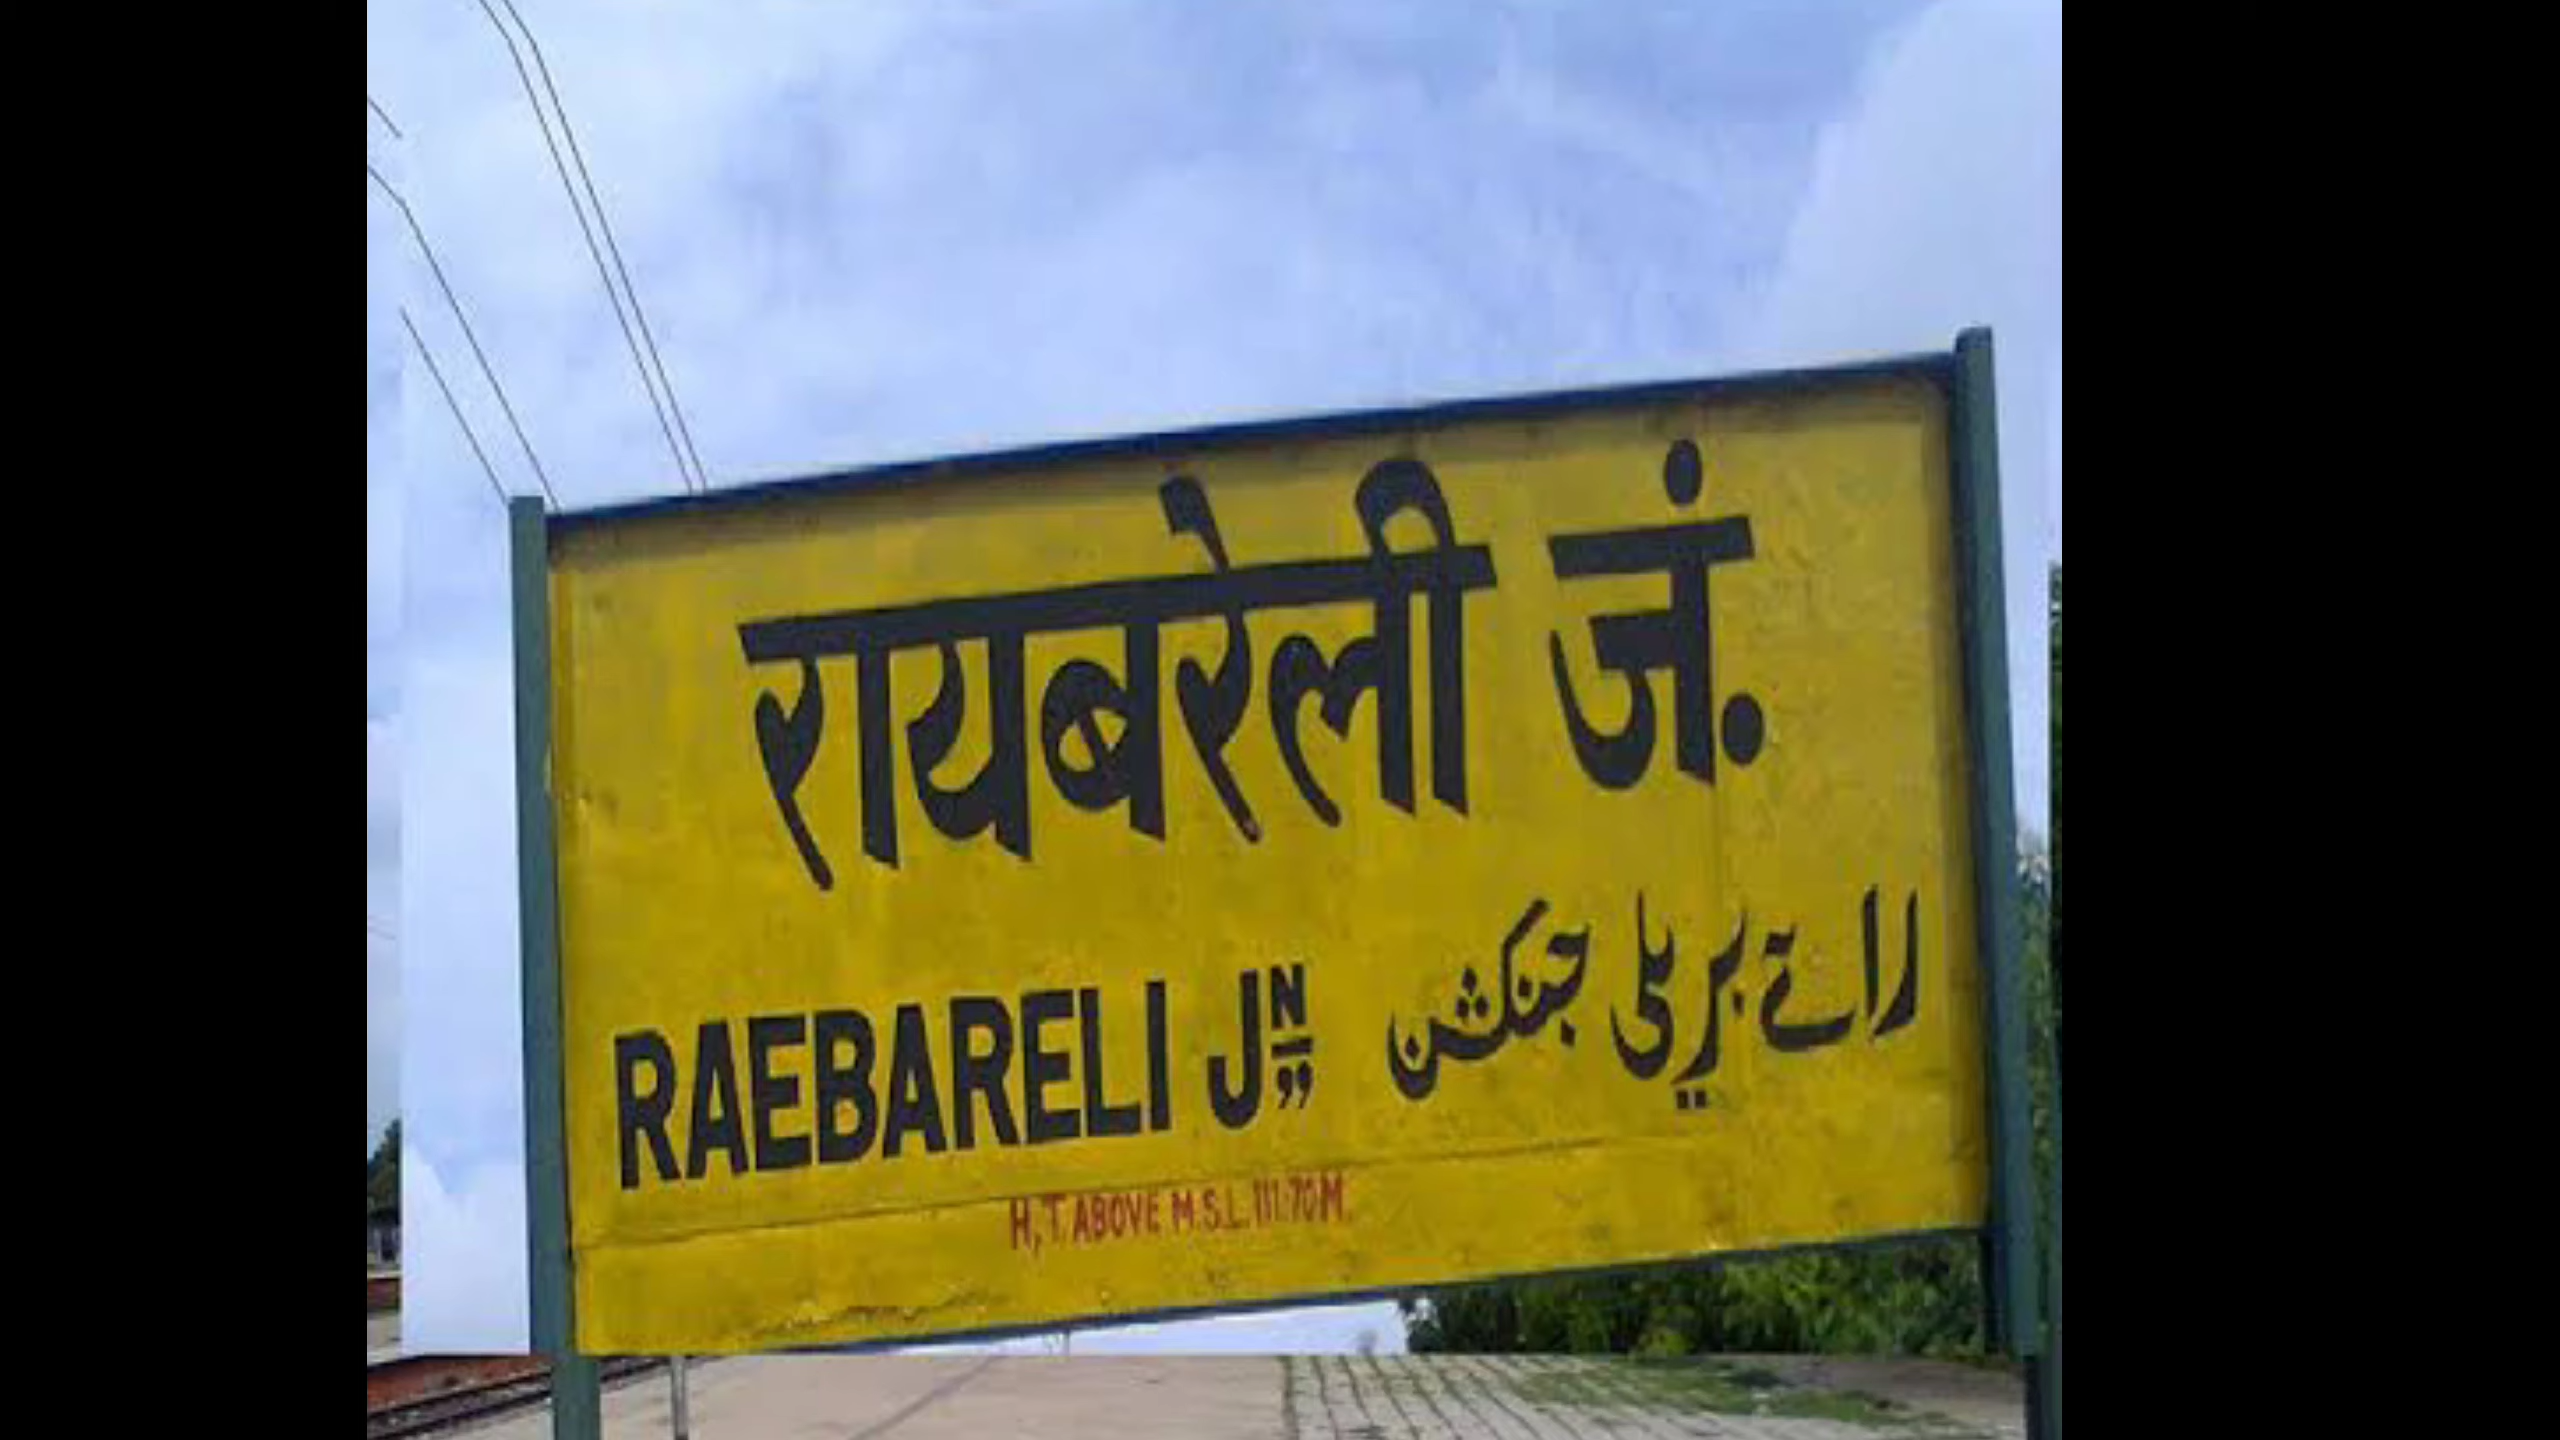 रायबरेली जं.
RAEBARELI JN,, رائے بریلی جنکشن
H,T. ABOVE M.S.L. 111·70M.